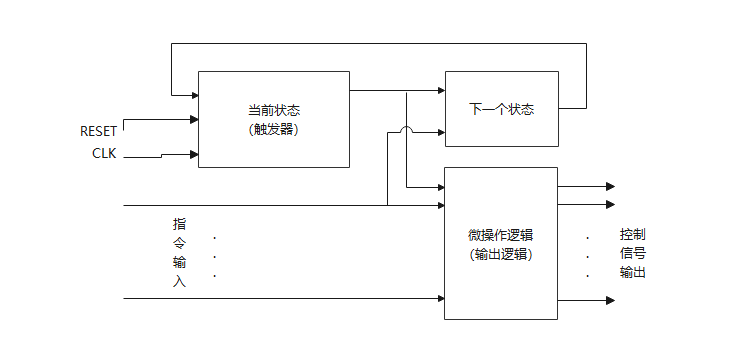 当前状态
（触发器）
下一个状态
RESET
CLK
指
令
输
入
微操作逻辑
（输出逻辑）
控制
信号
输出